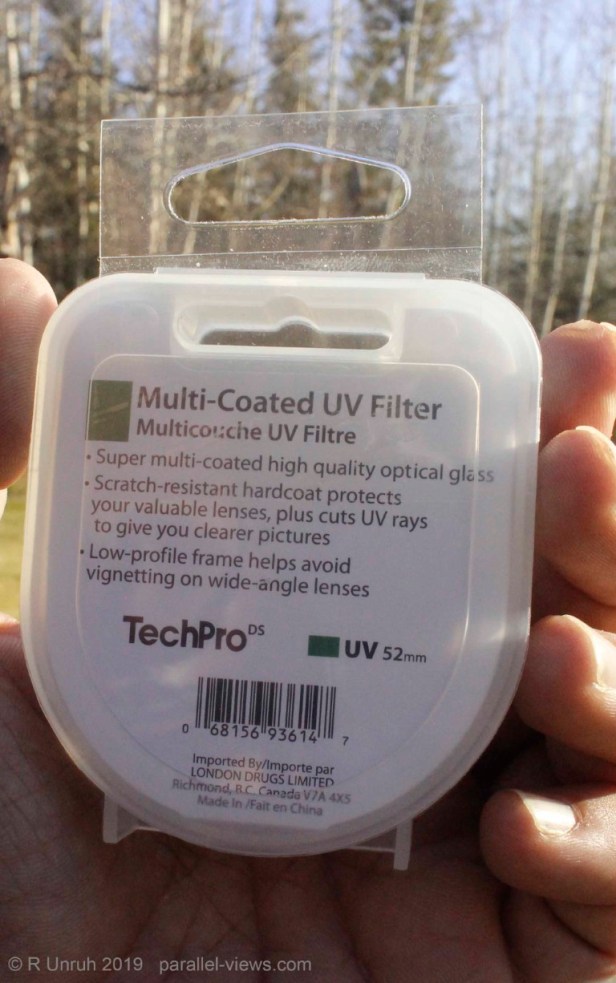 Multi-Coated UV Filter
Multicouche UV Filtre
• Super multi-coated high quality optical glass
• Scratch-resistant hardcoat protects
your valuable lenses, plus cuts UV rays
to give you clearer pictures
• Low-profile frame helps avoid
vignetting on wide-angle lenses
TechPro DS
UV 52mm
0 68156 93614 7
Imported By/Importe par
LONDON DRUGS LIMITED
Richmond, B.C. Canada V7A 4X5
Made In /Fait en China
© R Unruh 2019 parallel-views.com